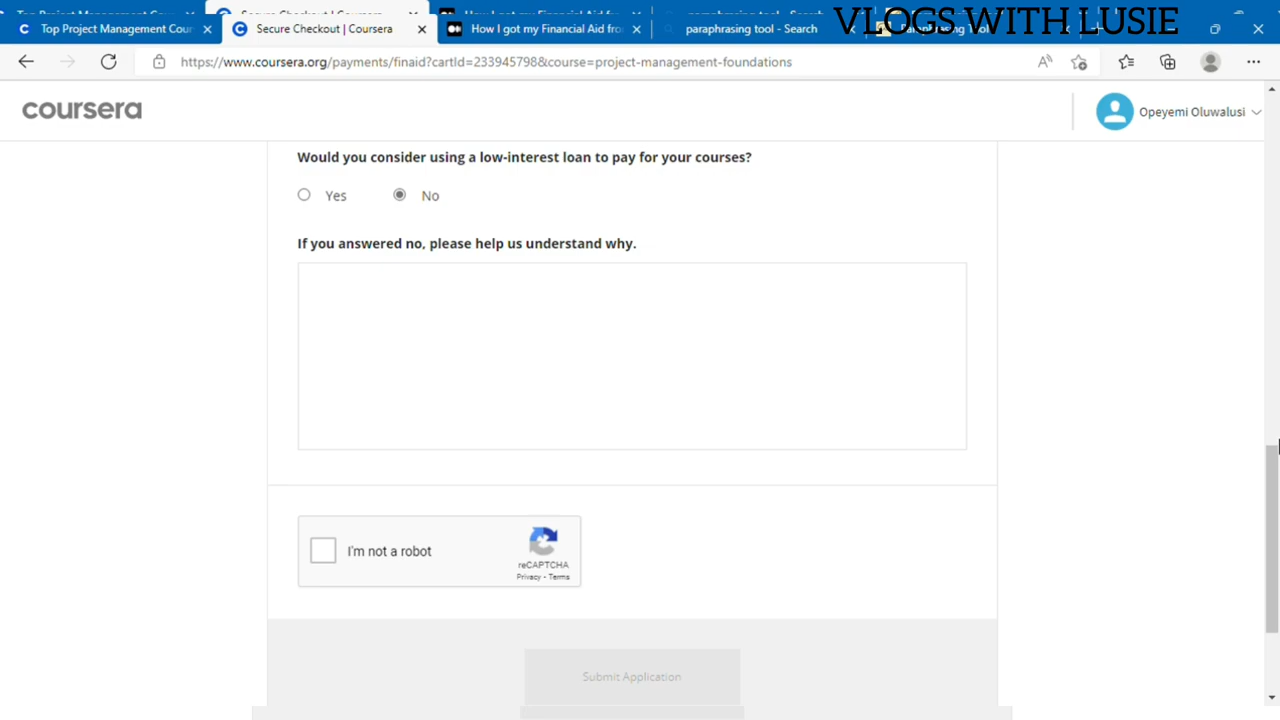 VLOGS WITH LUSIE
Top Project Management Cour
Secure Checkout | Coursera
How I got my Financial Aid fro
paraphrasing tool - Search
https://www.coursera.org/payments/finaid?cartId=233945798&course=project-management-foundations
coursera
Opeyemi Oluwalusi
Would you consider using a low-interest loan to pay for your courses?
Yes
No
If you answered no, please help us understand why.
I'm not a robot
reCAPTCHA
Privacy - Terms
Submit Application